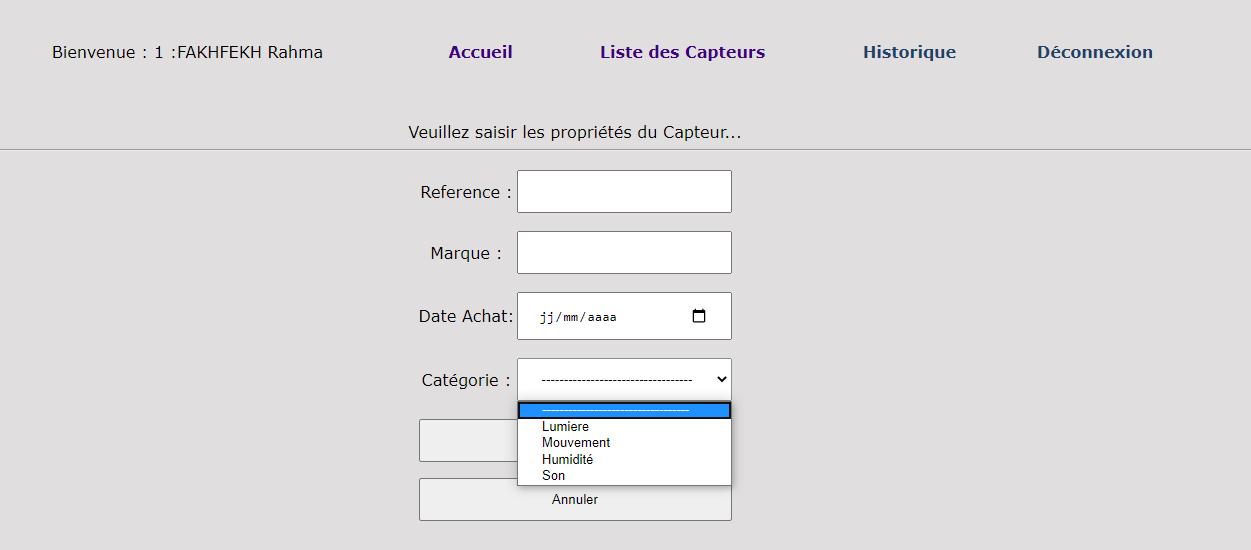 Bienvenue : 1 :FAKHFEKH Rahma Accueil Liste des Capteurs Historique Déconnexion
Veuillez saisir les propriétés du Capteur...
Reference :
Marque :
Date Achat: jj/mm/aaaa
Catégorie : ----------------------------------
----------------------------------
Lumiere
Mouvement
Humidité
Son
Annuler